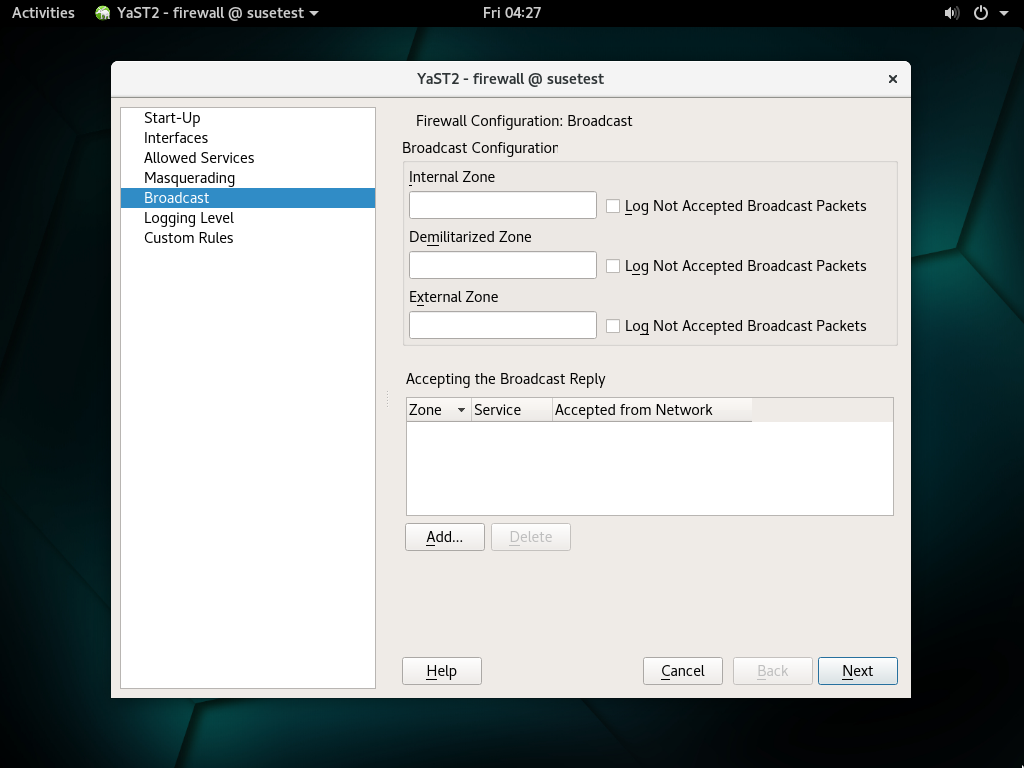 Activities YaST2 - firewall @ susetest Fri 04:27
YaST2 - firewall @ susetest
Start-Up
Interfaces
Allowed Services
Masquerading
Broadcast
Logging Level
Custom Rules
Firewall Configuration: Broadcast
Broadcast Configuration
Internal Zone
Log Not Accepted Broadcast Packets
Demilitarized Zone
Log Not Accepted Broadcast Packets
External Zone
Log Not Accepted Broadcast Packets
Accepting the Broadcast Reply
Zone Service Accepted from Network
Add... Delete
Help Cancel Back Next